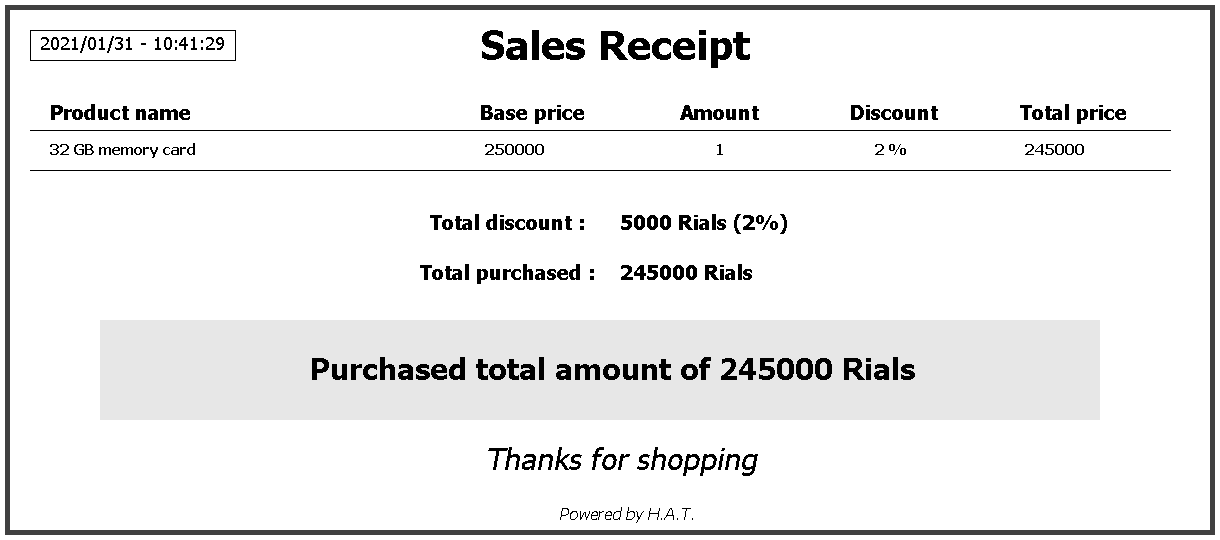 2021/01/31 - 10:41:29
Sales Receipt
Product name Base price Amount Discount Total price
32 GB memory card 250000 1 2 % 245000
Total discount : 5000 Rials (2%)
Total purchased : 245000 Rials
Purchased total amount of 245000 Rials
Thanks for shopping
Powered by H.A.T.